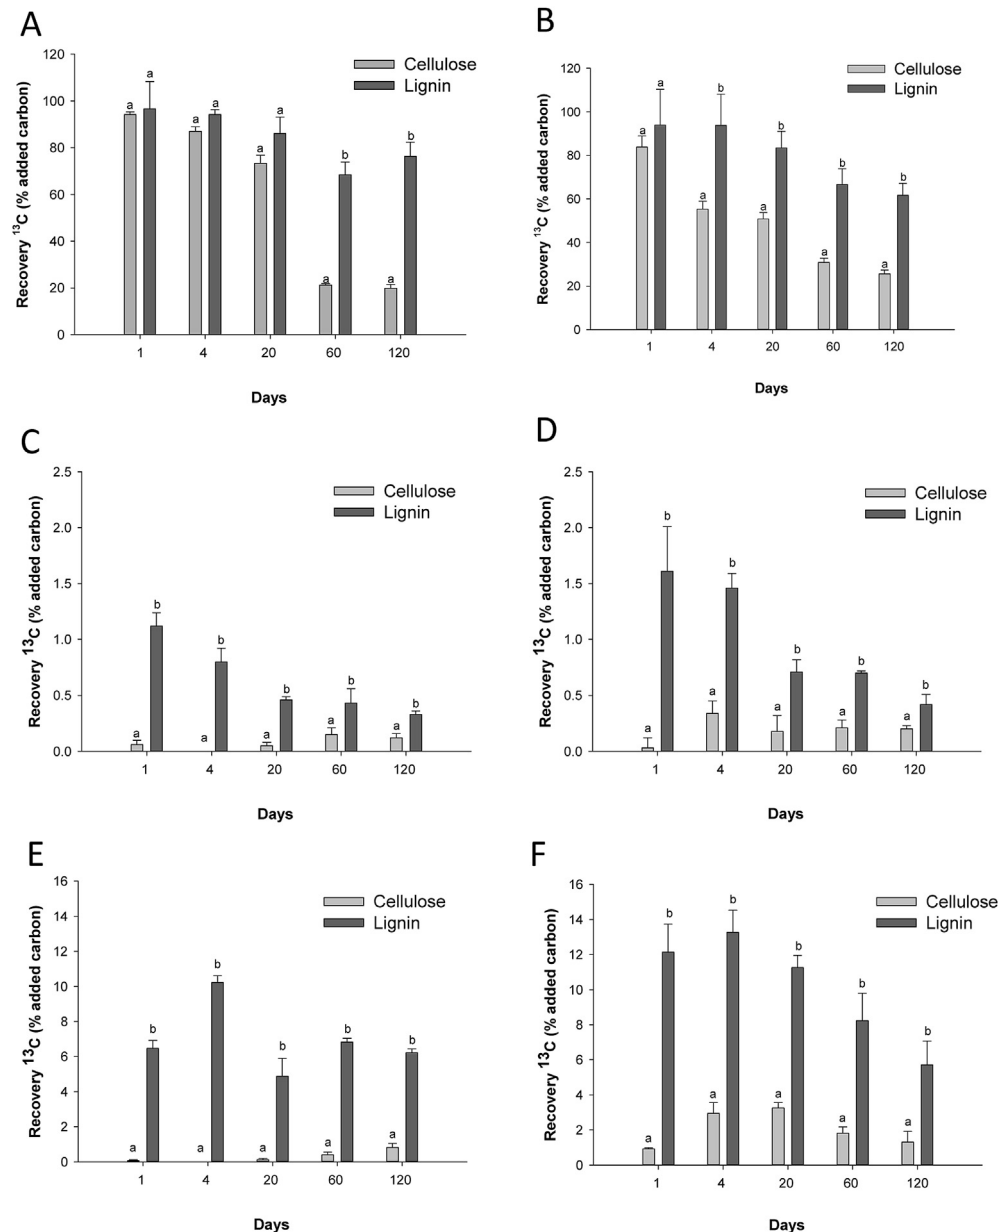 A
Recovery ¹³C (% added carbon)
120
100
80
60
40
20
0
Cellulose
Lignin
a a a a a a a b a b
1 4 20 60 120
Days
B
Recovery ¹³C (% added carbon)
120
100
80
60
40
20
0
Cellulose
Lignin
a a a b a b a b a b
1 4 20 60 120
Days
C
Recovery ¹³C (% added carbon)
2.5
2.0
1.5
1.0
0.5
0.0
Cellulose
Lignin
a b a b a b a b a b
1 4 20 60 120
Days
D
Recovery ¹³C (% added carbon)
2.5
2.0
1.5
1.0
0.5
0.0
Cellulose
Lignin
a b a b a b a b a b
1 4 20 60 120
Days
E
Recovery ¹³C (% added carbon)
16
14
12
10
8
6
4
2
0
Cellulose
Lignin
a b a b a b a b a b
1 4 20 60 120
Days
F
Recovery ¹³C (% added carbon)
16
14
12
10
8
6
4
2
0
Cellulose
Lignin
a b a b a b a b a b
1 4 20 60 120
Days